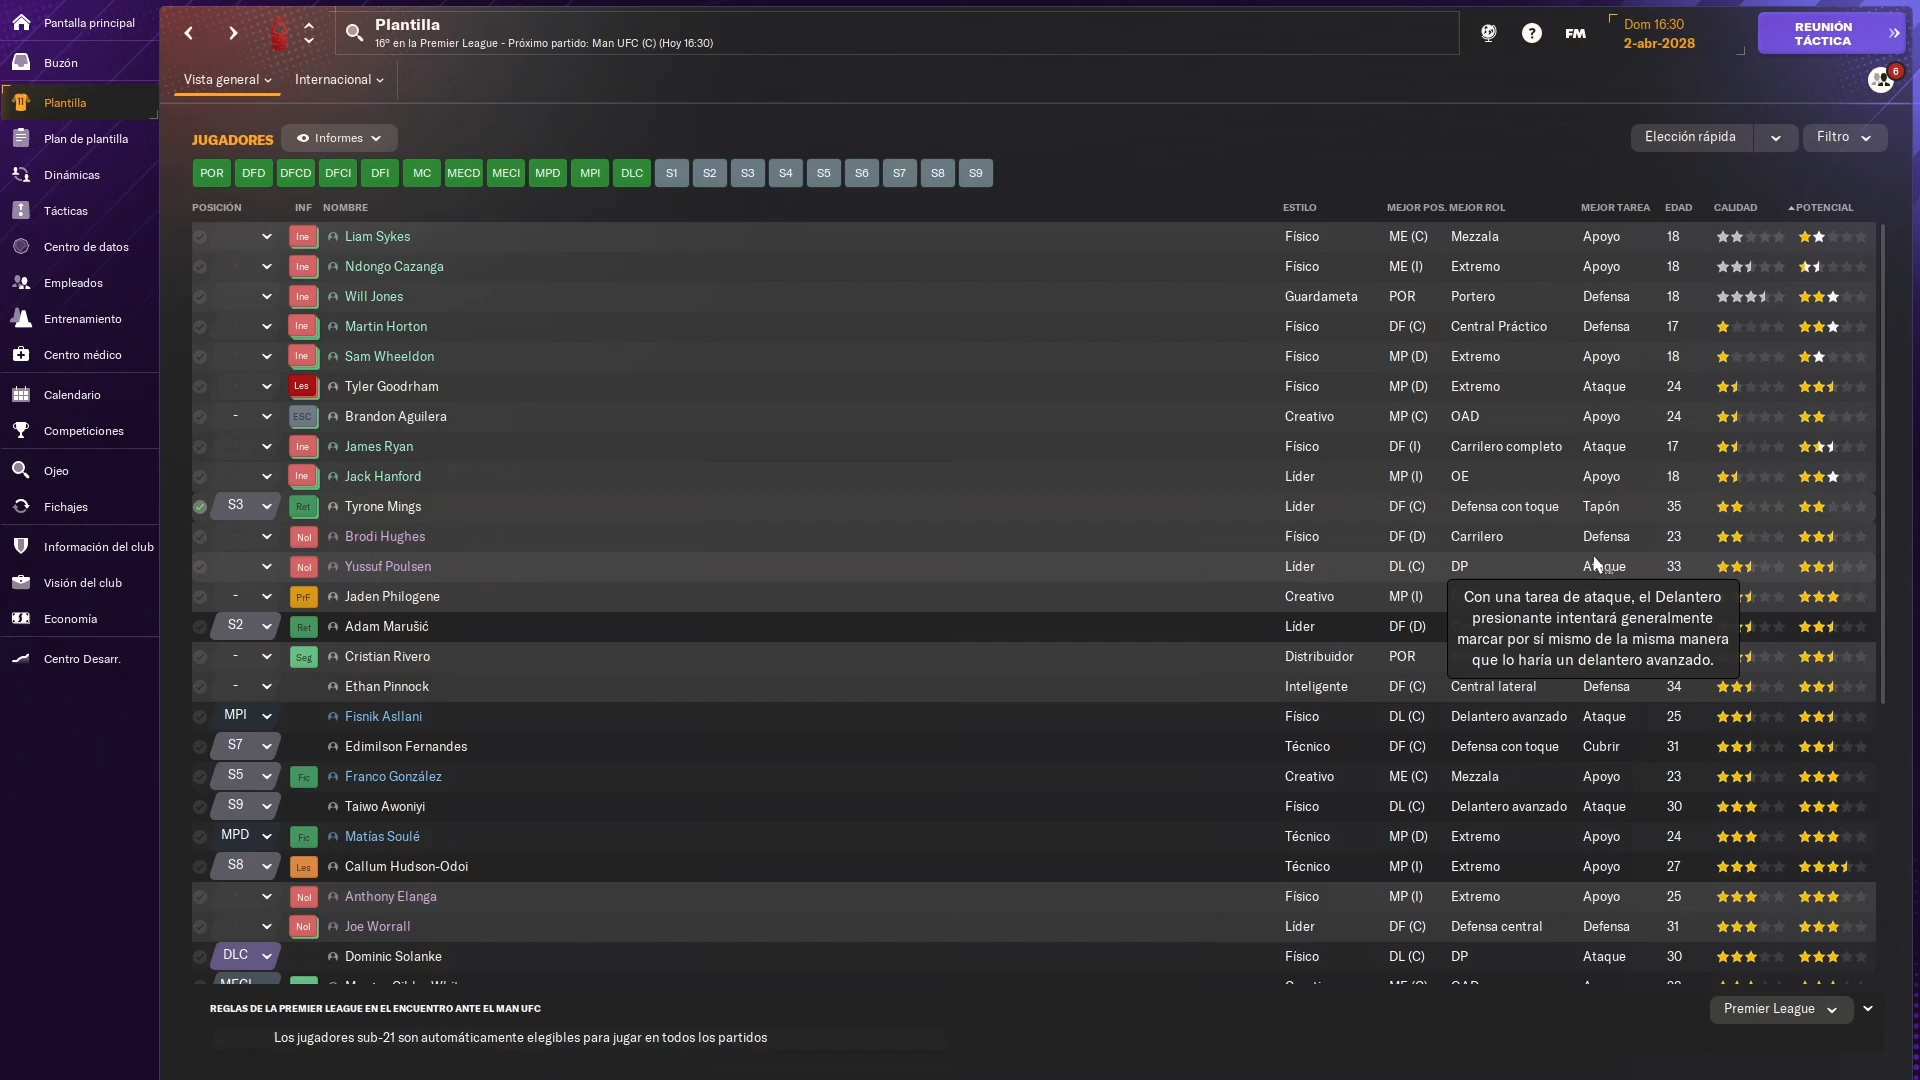 Pantalla principal
Buzón
Plantilla
Plan de plantilla
Dinámicas
Tácticas
Centro de datos
Empleados
Entrenamiento
Centro médico
Calendario
Competiciones
Ojeo
Fichajes
Información del club
Visión del club
Economía
Centro Desarr.
Plantilla
16º en la Premier League - Próximo partido: Man UFC (C) (Hoy 16:30)
FM
Dom 16:30
2-abr-2028
REUNIÓN
TÁCTICA
6
Vista general
Internacional
JUGADORES
Informes
Elección rápida
Filtro
POR DFD DFCD DFCI DFI MC MECD MECI MPD MPI DLC S1 S2 S3 S4 S5 S6 S7 S8 S9
POSICIÓN INF NOMBRE ESTILO MEJOR POS. MEJOR ROL MEJOR TAREA EDAD CALIDAD POTENCIAL
Ine Liam Sykes Físico ME (C) Mezzala Apoyo 18
Ine Ndongo Cazanga Físico ME (I) Extremo Apoyo 18
Ine Will Jones Guardameta POR Portero Defensa 18
Ine Martin Horton Físico DF (C) Central Práctico Defensa 17
Ine Sam Wheeldon Físico MP (D) Extremo Apoyo 18
Les Tyler Goodrham Físico MP (D) Extremo Ataque 24
- ESC Brandon Aguilera Creativo MP (C) OAD Apoyo 24
Ine James Ryan Físico DF (I) Carrilero completo Ataque 17
Ine Jack Hanford Líder MP (I) OE Apoyo 18
S3 Ret Tyrone Mings Líder DF (C) Defensa con toque Tapón 35
Nol Brodi Hughes Físico DF (D) Carrilero Defensa 23
Nol Yussuf Poulsen Líder DL (C) DP Ataque 33
- PrF Jaden Philogene Creativo MP (I)
S2 Ret Adam Marušić Líder DF (D)
- Seg Cristian Rivero Distribuidor POR
- Ethan Pinnock Inteligente DF (C) Central lateral Defensa 34
Con una tarea de ataque, el Delantero
presionante intentará generalmente
marcar por sí mismo de la misma manera
que lo haría un delantero avanzado.
MPI Fisnik Asllani Físico DL (C) Delantero avanzado Ataque 25
S7 Edimilson Fernandes Técnico DF (C) Defensa con toque Cubrir 31
S5 Fic Franco González Creativo ME (C) Mezzala Apoyo 23
S9 Taiwo Awoniyi Físico DL (C) Delantero avanzado Ataque 30
MPD Fic Matías Soulé Técnico MP (D) Extremo Apoyo 24
S8 Les Callum Hudson-Odoi Técnico MP (I) Extremo Apoyo 27
Nol Anthony Elanga Físico MP (I) Extremo Apoyo 25
Nol Joe Worrall Líder DF (C) Defensa central Defensa 31
DLC Dominic Solanke Físico DL (C) DP Ataque 30
REGLAS DE LA PREMIER LEAGUE EN EL ENCUENTRO ANTE EL MAN UFC
Premier League
Los jugadores sub-21 son automáticamente elegibles para jugar en todos los partidos